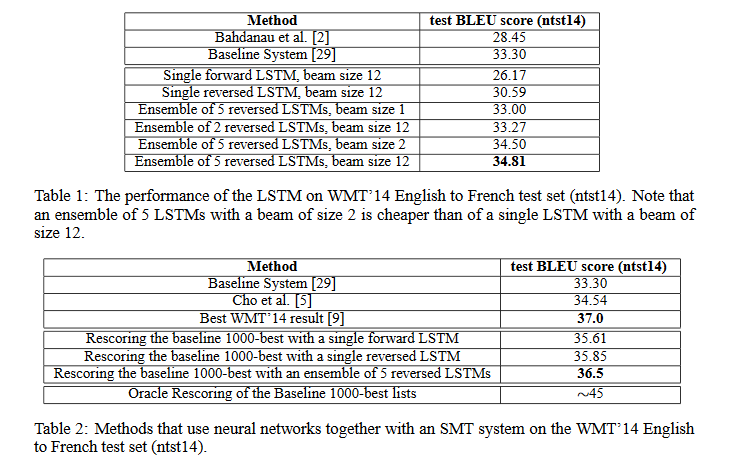 Method test BLEU score (ntst14)
Bahdanau et al. [2] 28.45
Baseline System [29] 33.30
Single forward LSTM, beam size 12 26.17
Single reversed LSTM, beam size 12 30.59
Ensemble of 5 reversed LSTMs, beam size 1 33.00
Ensemble of 2 reversed LSTMs, beam size 12 33.27
Ensemble of 5 reversed LSTMs, beam size 2 34.50
Ensemble of 5 reversed LSTMs, beam size 12 34.81
Table 1: The performance of the LSTM on WMT'14 English to French test set (ntst14). Note that
an ensemble of 5 LSTMs with a beam of size 2 is cheaper than of a single LSTM with a beam of
size 12.
Method test BLEU score (ntst14)
Baseline System [29] 33.30
Cho et al. [5] 34.54
Best WMT'14 result [9] 37.0
Rescoring the baseline 1000-best with a single forward LSTM 35.61
Rescoring the baseline 1000-best with a single reversed LSTM 35.85
Rescoring the baseline 1000-best with an ensemble of 5 reversed LSTMs 36.5
Oracle Rescoring of the Baseline 1000-best lists ~45
Table 2: Methods that use neural networks together with an SMT system on the WMT'14 English
to French test set (ntst14).